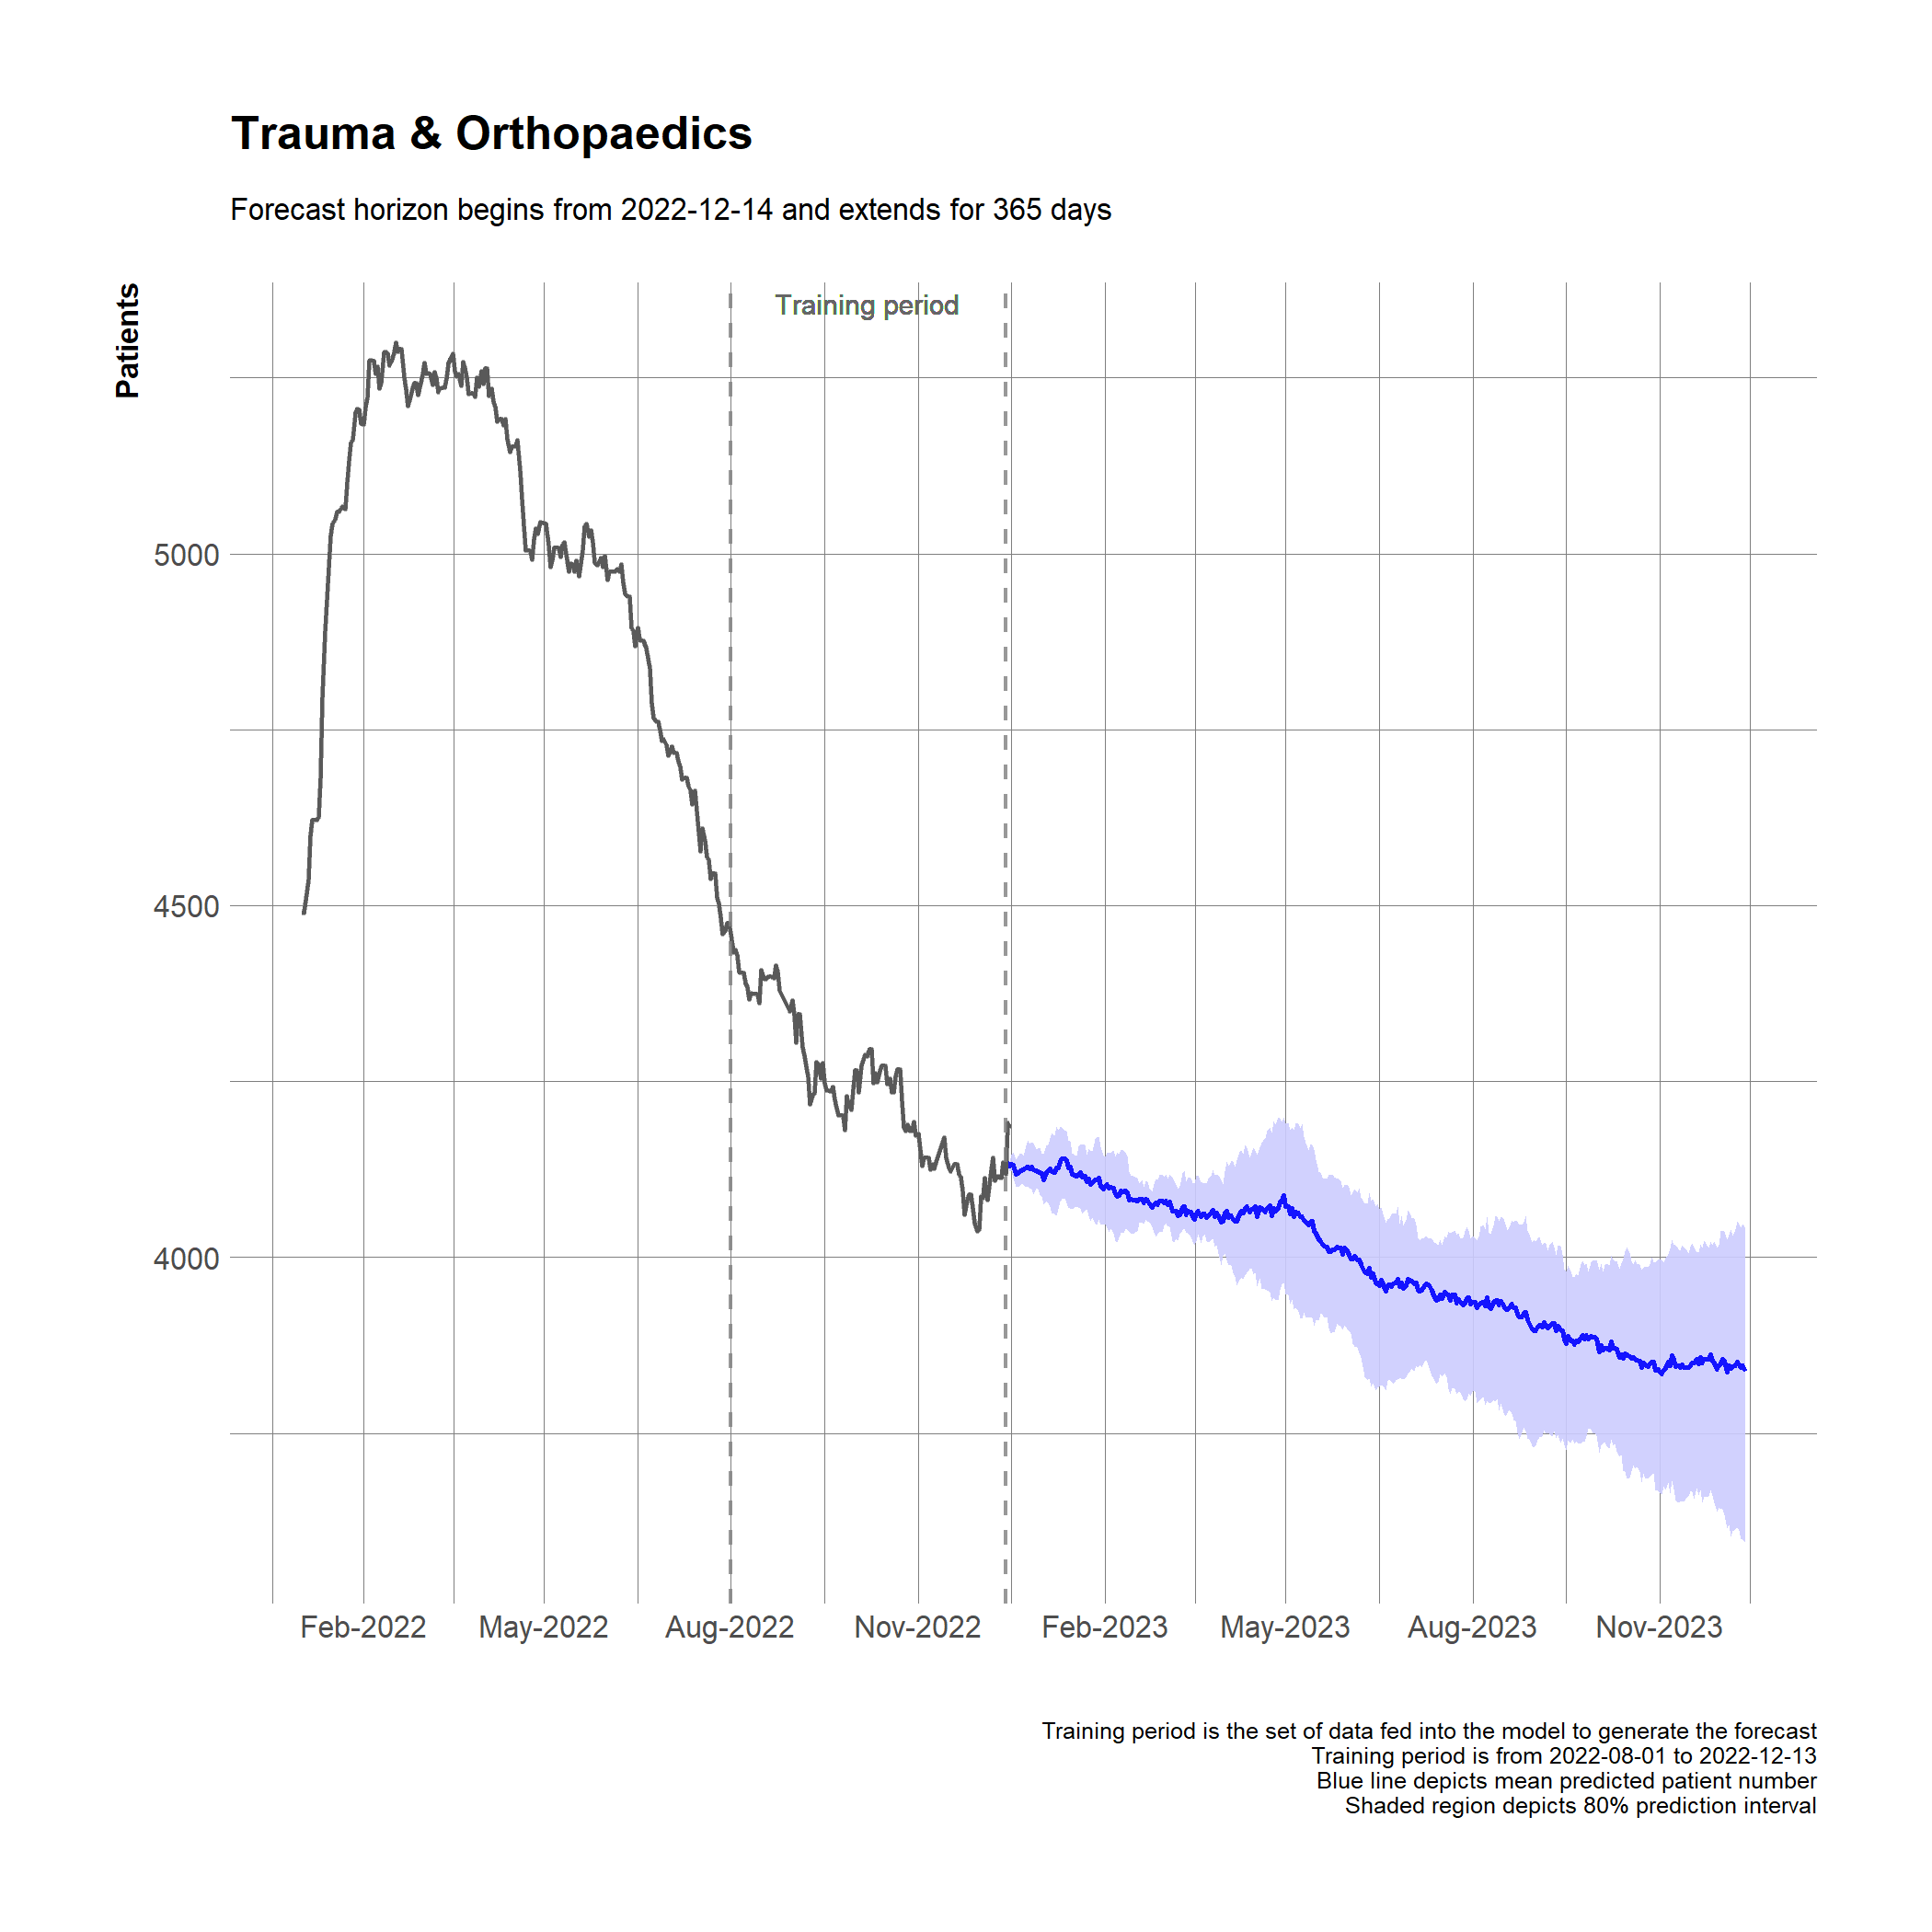 Trauma & Orthopaedics
Forecast horizon begins from 2022-12-14 and extends for 365 days
Patients
Training period
5000
4500
4000
Feb-2022 May-2022 Aug-2022 Nov-2022 Feb-2023 May-2023 Aug-2023 Nov-2023
Training period is the set of data fed into the model to generate the forecast
Training period is from 2022-08-01 to 2022-12-13
Blue line depicts mean predicted patient number
Shaded region depicts 80% prediction interval